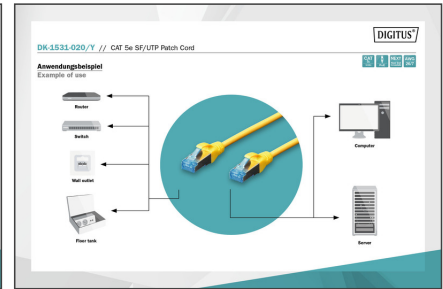 DIGITUS®
DK-1531-020/Y // CAT 5e SF/UTP Patch Cord
Anwendungsbeispiel
Example of use
Router
Switch
Wall outlet
Floor tank
Computer
Server